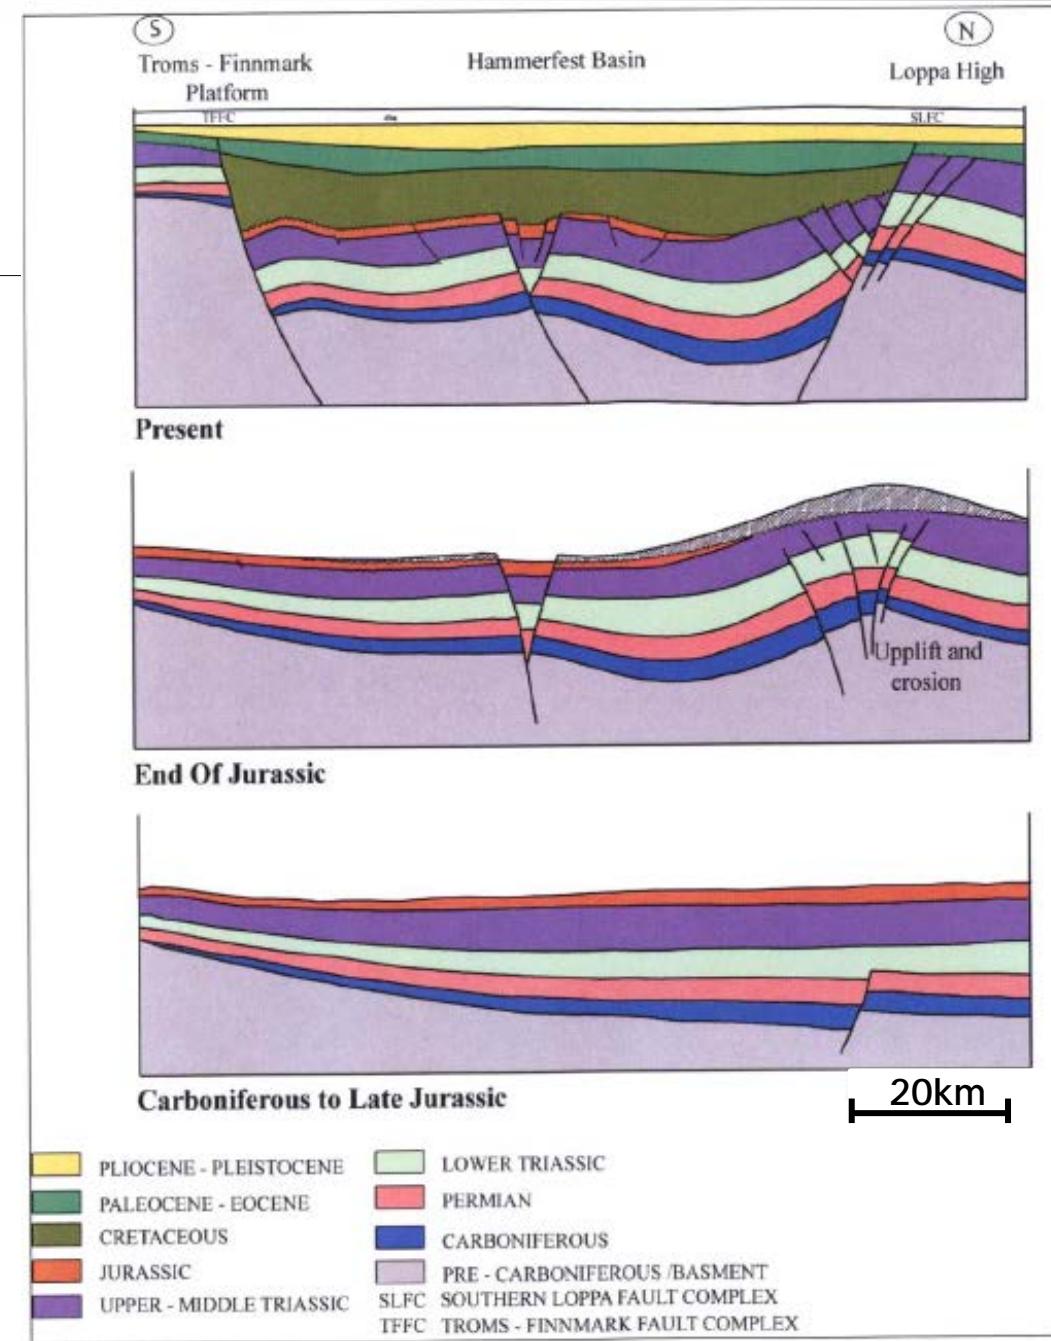 S
N
Troms - Finnmark
Platform
Hammerfest Basin
Loppa High
TFFC
SLFC
Present
Upplift and
erosion
End Of Jurassic
Carboniferous to Late Jurassic
20km
PLIOCENE - PLEISTOCENE
PALEOCENE - EOCENE
CRETACEOUS
JURASSIC
UPPER - MIDDLE TRIASSIC
LOWER TRIASSIC
PERMIAN
CARBONIFEROUS
PRE - CARBONIFEROUS /BASMENT
SLFC SOUTHERN LOPPA FAULT COMPLEX
TFFC TROMS - FINNMARK FAULT COMPLEX